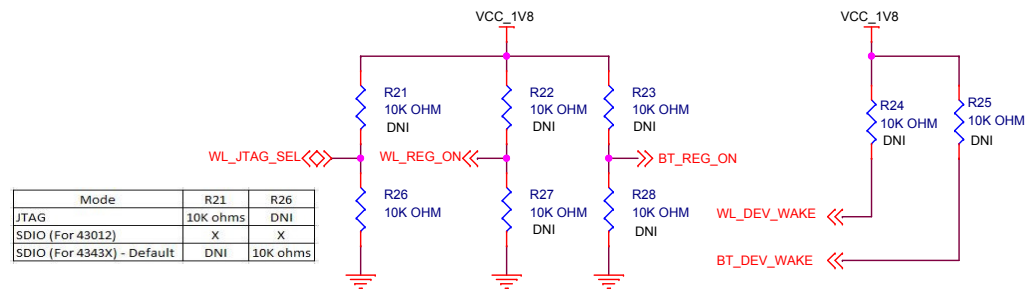 VCC_1V8
VCC_1V8
R21
10K OHM
DNI
R22
10K OHM
DNI
R23
10K OHM
DNI
R24
10K OHM
DNI
R25
10K OHM
DNI
WL_JTAG_SEL
WL_REG_ON
BT_REG_ON
R26
10K OHM
R27
10K OHM
DNI
R28
10K OHM
DNI
WL_DEV_WAKE
BT_DEV_WAKE
Mode R21 R26
JTAG 10K ohms DNI
SDIO (For 43012) X X
SDIO (For 4343X) - Default DNI 10K ohms